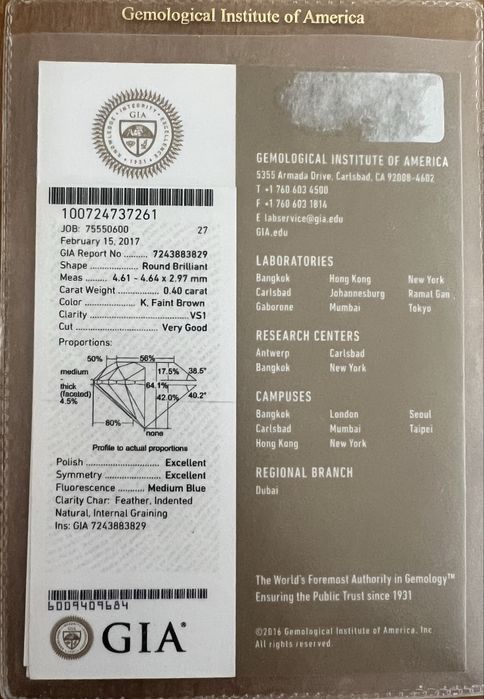 Gemological Institute of America
KNOWLEDGE • INTEGRITY • EXCELLENCE
GIA
• 1931 •
100724737261
JOB: 75550600 27
February 15, 2017
GIA Report No .......... 7243883829
Shape .................. Round Brilliant
Meas .... 4.61 - 4.64 x 2.97 mm
Carat Weight ............ 0.40 carat
Color ............... K, Faint Brown
Clarity ............................ VS1
Cut ........................ Very Good
Proportions:
50% 56%
medium 17.5% 38.5°
thick 64.1%
(faceted) 42.0% 40.2°
4.5%
80%
none
Profile to actual proportions
Polish ........................ Excellent
Symmetry .................... Excellent
Fluorescence ......... Medium Blue
Clarity Char: Feather, Indented
Natural, Internal Graining
Ins: GIA 7243883829
6009409684
GIA®
GEMOLOGICAL INSTITUTE OF AMERICA
5355 Armada Drive, Carlsbad, CA 92008-4602
T +1 760 603 4500
F +1 760 603 1814
E labservice@gia.edu
GIA.edu
LABORATORIES
Bangkok Hong Kong New York
Carlsbad Johannesburg Ramat Gan
Gaborone Mumbai Tokyo
RESEARCH CENTERS
Antwerp Carlsbad
Bangkok New York
CAMPUSES
Bangkok London Seoul
Carlsbad Mumbai Taipei
Hong Kong New York
REGIONAL BRANCH
Dubai
The World's Foremost Authority in Gemology™
Ensuring the Public Trust since 1931
©2016 Gemological Institute of America, Inc
All rights reserved.